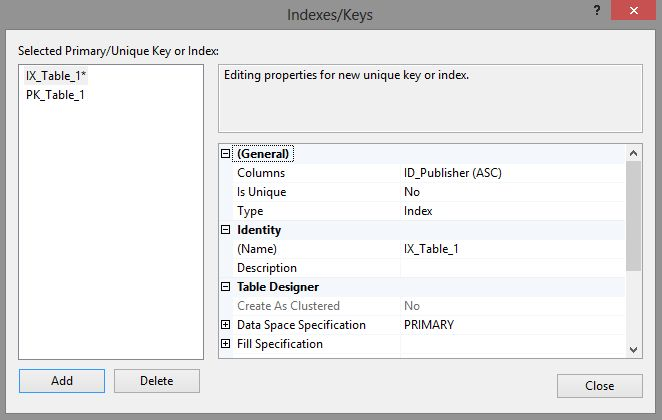 Indexes/Keys
?
Selected Primary/Unique Key or Index:
IX_Table_1*
PK_Table_1
Editing properties for new unique key or index.
(General)
Columns ID_Publisher (ASC)
Is Unique No
Type Index
Identity
(Name) IX_Table_1
Description
Table Designer
Create As Clustered No
Data Space Specification PRIMARY
Fill Specification
Add Delete
Close